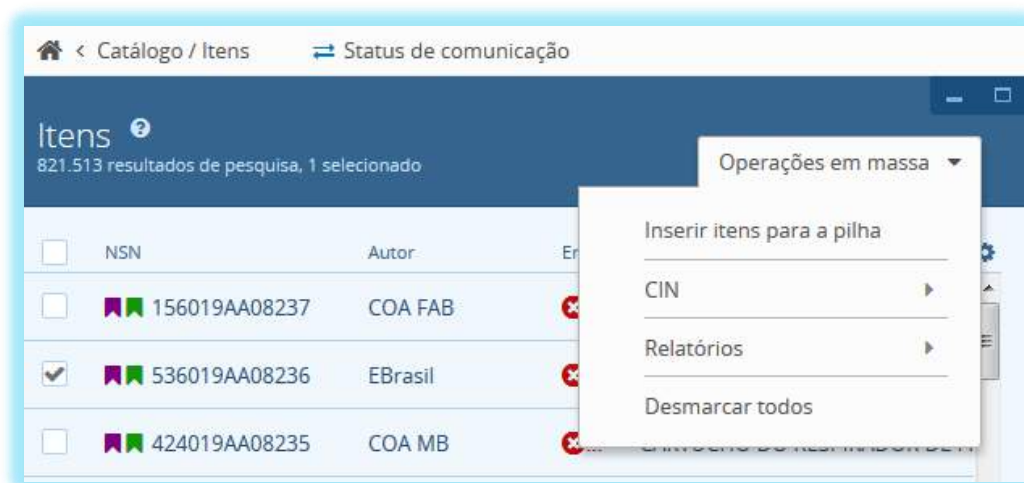 < Catálogo / Itens Status de comunicação
Itens
821.513 resultados de pesquisa, 1 selecionado
Operações em massa
Inserir itens para a pilha
CIN
Relatórios
Desmarcar todos
NSN Autor
156019AA08237 COA FAB
536019AA08236 EBrasil
424019AA08235 COA MB